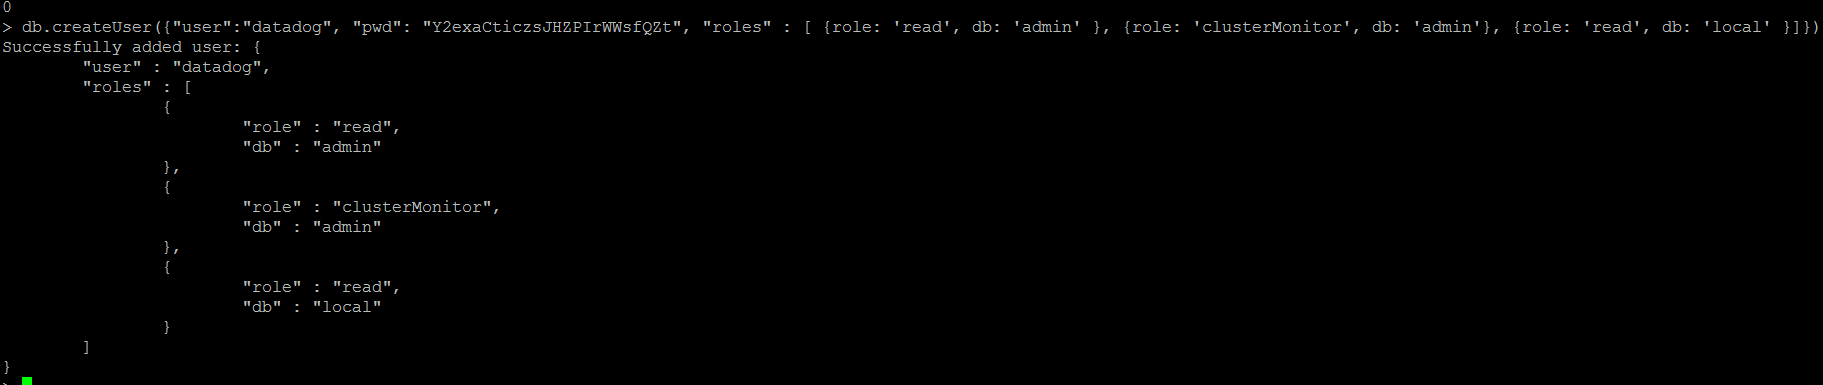 0
> db.createUser({"user":"datadog", "pwd": "Y2exaCticzsJHZPIrWWsfQZt", "roles" : [ {role: 'read', db: 'admin' }, {role: 'clusterMonitor', db: 'admin'}, {role: 'read', db: 'local' }]})
Successfully added user: {
        "user" : "datadog",
        "roles" : [
                {
                        "role" : "read",
                        "db" : "admin"
                },
                {
                        "role" : "clusterMonitor",
                        "db" : "admin"
                },
                {
                        "role" : "read",
                        "db" : "local"
                }
        ]
}
>